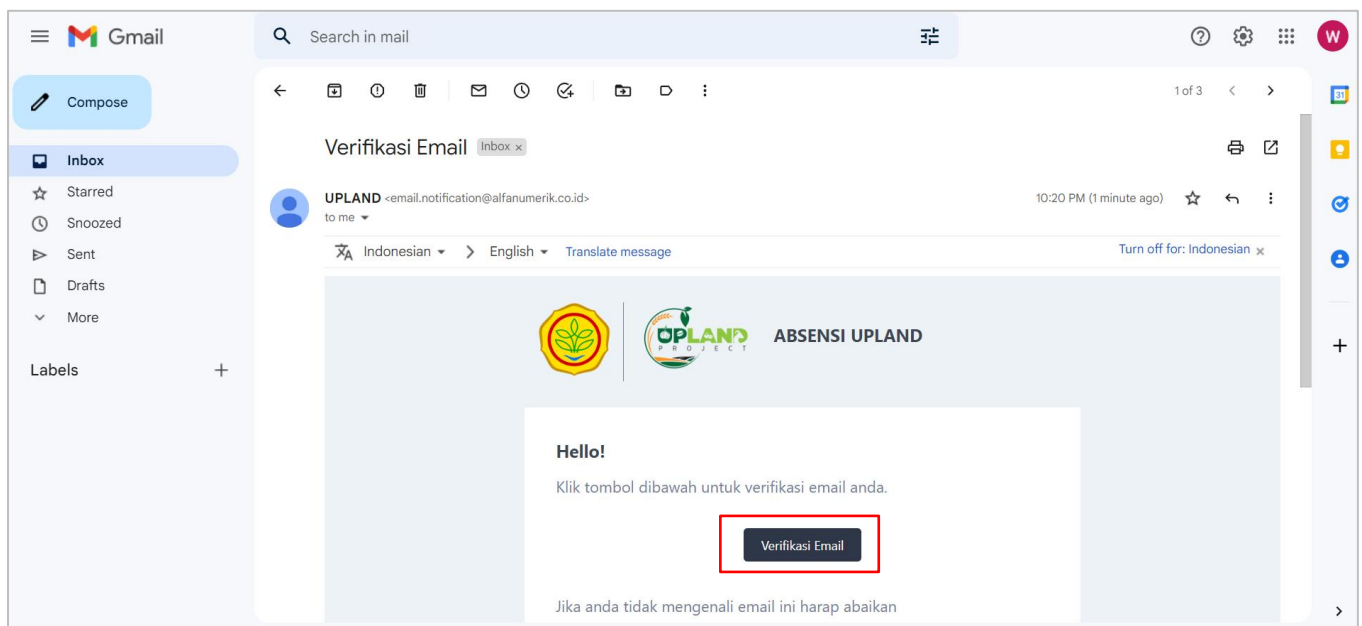 Gmail
Search in mail
W
Compose
1 of 3
31
Verifikasi Email Inbox x
Inbox
Starred
Snoozed
Sent
Drafts
More
Labels
UPLAND <email.notification@alfanumerik.co.id>
10:20 PM (1 minute ago)
to me
Indonesian > English Translate message
Turn off for: Indonesian x
UPLAND
PROJECT
ABSENSI UPLAND
Hello!
Klik tombol dibawah untuk verifikasi email anda.
Verifikasi Email
Jika anda tidak mengenali email ini harap abaikan